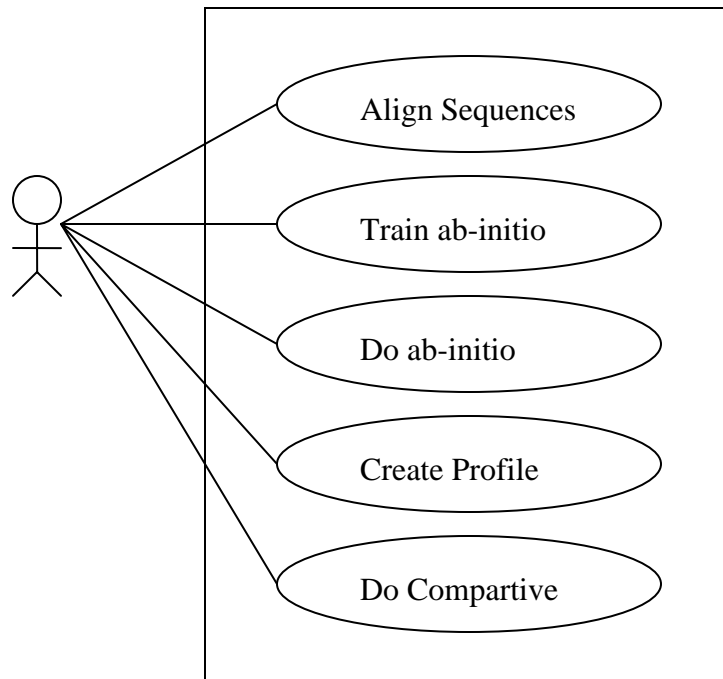 Align Sequences
Train ab-initio
Do ab-initio
Create Profile
Do Compartive